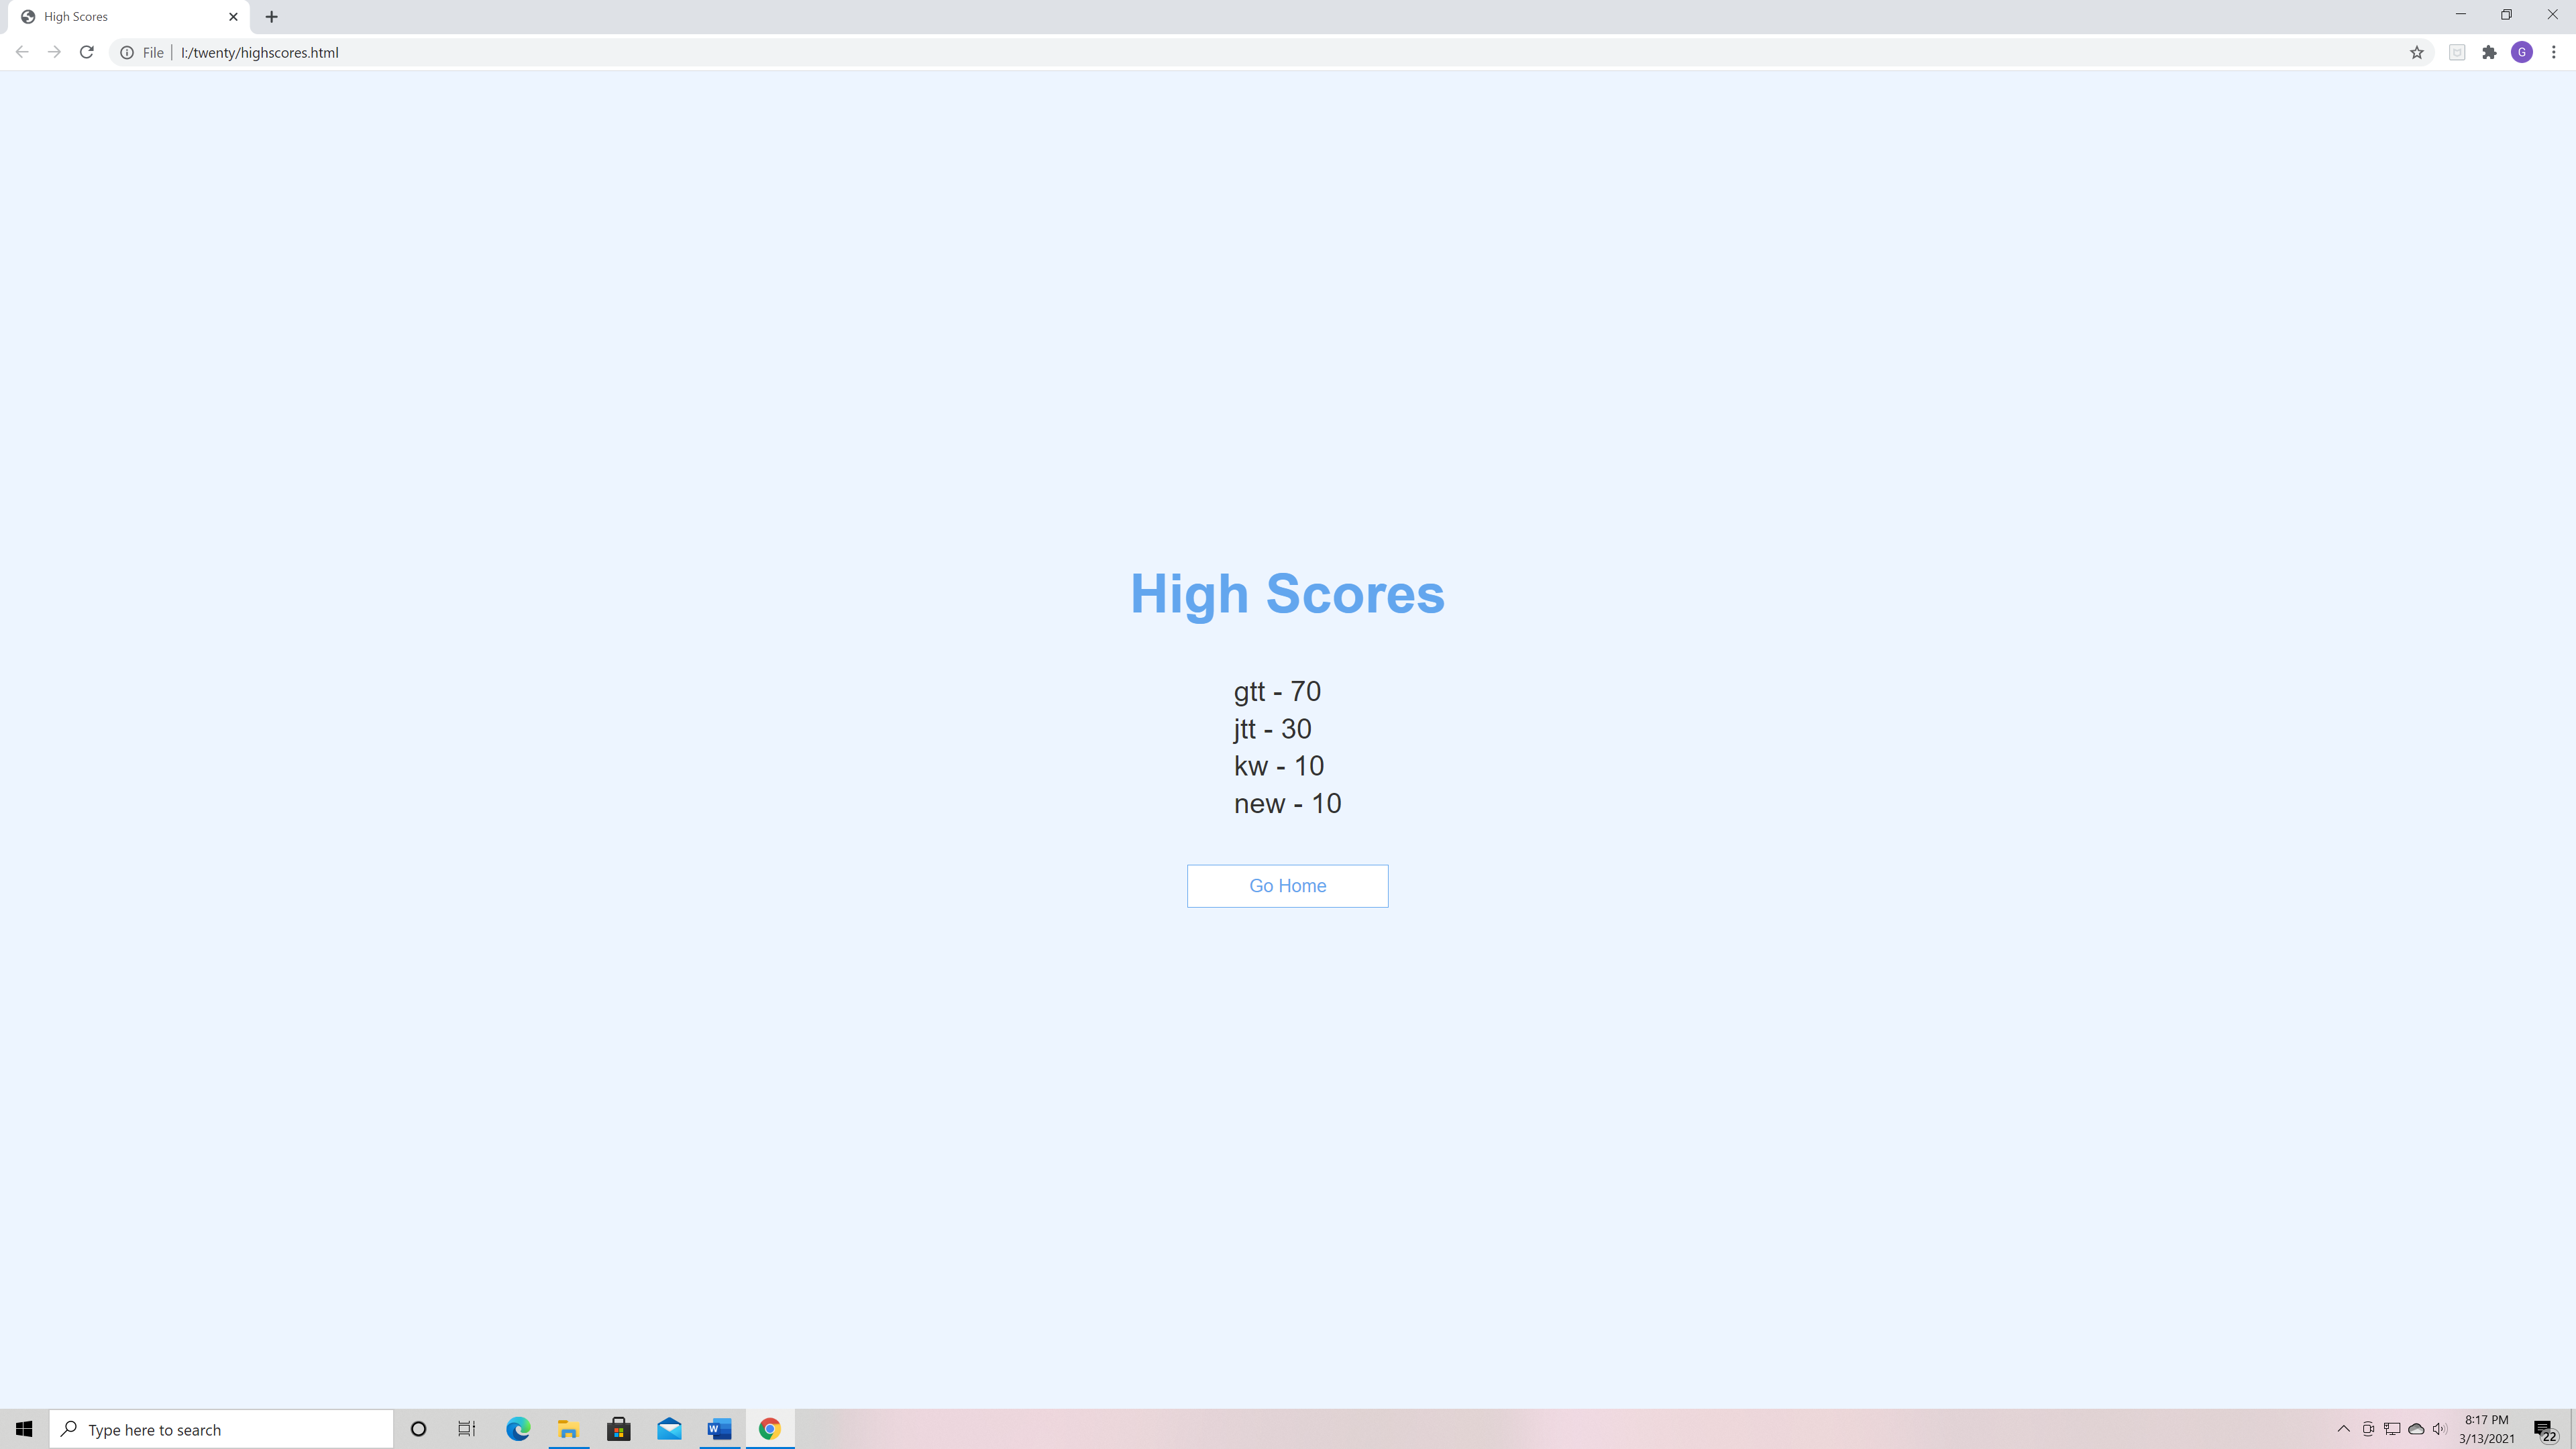 High Scores
File
I:/twenty/highscores.html
G
High Scores
gtt - 70
jtt - 30
kw - 10
new - 10
Go Home
Type here to search
W
8:17 PM
3/13/2021
22